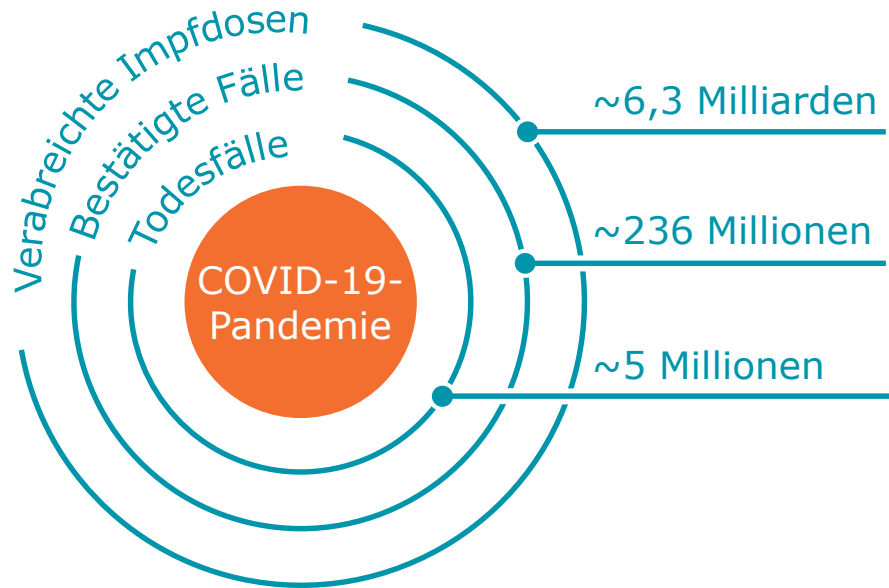 Verabreichte Impfdosen
Bestätigte Fälle
Todesfälle
COVID-19-
Pandemie
~6,3 Milliarden
~236 Millionen
~5 Millionen